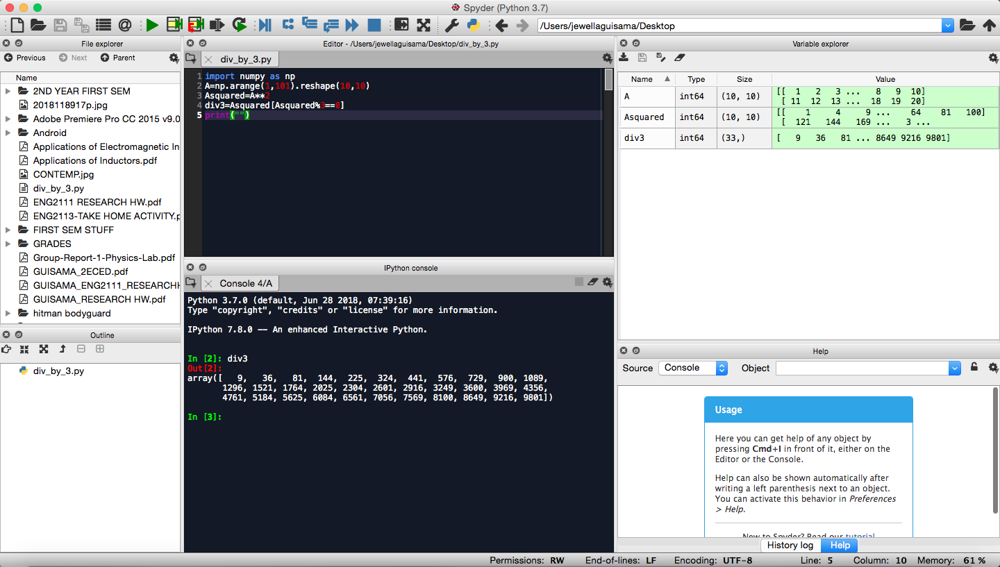 Spyder (Python 3.7)
/Users/jewellaguisama/Desktop
File explorer
Previous Next Parent
Name
2ND YEAR FIRST SEM
2018118917p.jpg
Adobe Premiere Pro CC 2015 v9.0
Android
Applications of Electromagnetic In
Applications of Inductors.pdf
CONTEMP.jpg
div_by_3.py
ENG2111 RESEARCH HW.pdf
ENG2113-TAKE HOME ACTIVITY.p
FIRST SEM STUFF
GRADES
Group-Report-1-Physics-Lab.pdf
GUISAMA_2ECED.pdf
GUISAMA_ENG2111_RESEARCHH
GUISAMA_RESEARCH HW.pdf
hitman bodyguard
Outline
div_by_3.py
Editor - /Users/jewellaguisama/Desktop/div_by_3.py
div_by_3.py
1 import numpy as np
2 A=np.arange(1,101).reshape(10,10)
3 Asquared=A**2
4 div3=Asquared[Asquared%3==0]
5 print("")
IPython console
Console 4/A
Python 3.7.0 (default, Jun 28 2018, 07:39:16)
Type "copyright", "credits" or "license" for more information.
IPython 7.8.0 -- An enhanced Interactive Python.
In [2]: div3
Out[2]:
array([   9,   36,   81,  144,  225,  324,  441,  576,  729,  900, 1089,
1296, 1521, 1764, 2025, 2304, 2601, 2916, 3249, 3600, 3969, 4356,
4761, 5184, 5625, 6084, 6561, 7056, 7569, 8100, 8649, 9216, 9801])
In [3]:
Variable explorer
Name Type Size Value
A int64 (10, 10) [[ 1 2 3 ... 8 9 10]
[ 11 12 13 ... 18 19 20]
Asquared int64 (10, 10) [[ 1 4 9 ... 64 81 100]
[ 121 144 169 ... 3 ...
div3 int64 (33,) [ 9 36 81 ... 8649 9216 9801]
Help
Source Console Object
Usage
Here you can get help of any object by
pressing Cmd+I in front of it, either on the
Editor or the Console.
Help can also be shown automatically after
writing a left parenthesis next to an object.
You can activate this behavior in Preferences
> Help.
New to Spyder? Read our tutorial
History log Help
Permissions: RW End-of-lines: LF Encoding: UTF-8 Line: 5 Column: 10 Memory: 61 %